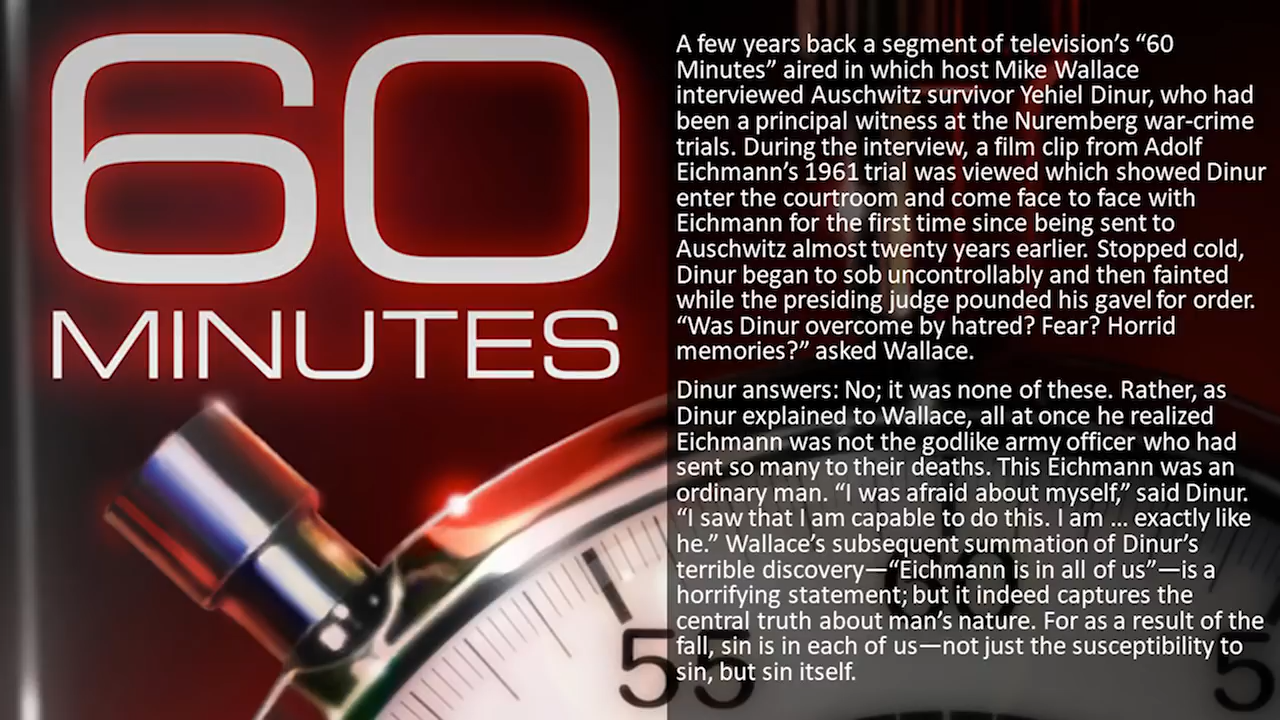 60
MINUTES
A few years back a segment of television’s “60
Minutes” aired in which host Mike Wallace
interviewed Auschwitz survivor Yehiel Dinur, who had
been a principal witness at the Nuremberg war-crime
trials. During the interview, a film clip from Adolf
Eichmann’s 1961 trial was viewed which showed Dinur
enter the courtroom and come face to face with
Eichmann for the first time since being sent to
Auschwitz almost twenty years earlier. Stopped cold,
Dinur began to sob uncontrollably and then fainted
while the presiding judge pounded his gavel for order.
“Was Dinur overcome by hatred? Fear? Horrid
memories?” asked Wallace.
Dinur answers: No; it was none of these. Rather, as
Dinur explained to Wallace, all at once he realized
Eichmann was not the godlike army officer who had
sent so many to their deaths. This Eichmann was an
ordinary man. “I was afraid about myself,” said Dinur.
“I saw that I am capable to do this. I am … exactly like
he.” Wallace’s subsequent summation of Dinur’s
terrible discovery—“Eichmann is in all of us”—is a
horrifying statement; but it indeed captures the
central truth about man’s nature. For as a result of the
fall, sin is in each of us—not just the susceptibility to
sin, but sin itself.
60
55
5